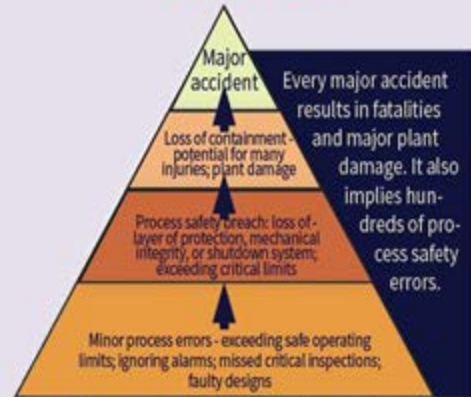 Major
accident
Loss of containment -
potential for many
injuries; plant damage
Process safety breach: loss of -
layer of protection, mechanical
integrity, or shutdown system;
exceeding critical limits
Minor process errors - exceeding safe operating
limits; ignoring alarms; missed critical inspections;
faulty designs
Every major accident
results in fatalities
and major plant
damage. It also
implies hun-
dreds of pro-
cess safety
errors.